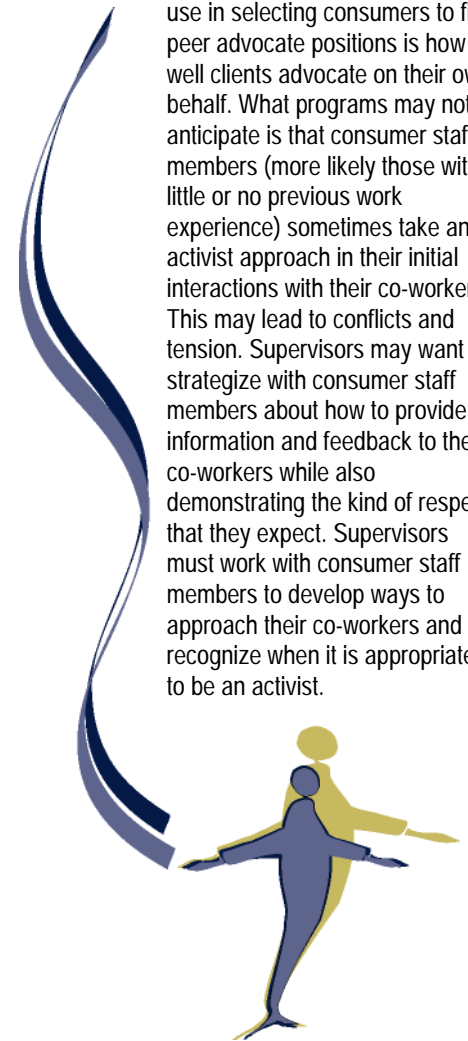 use in selecting consumers to fi
peer advocate positions is how
well clients advocate on their ow
behalf. What programs may not
anticipate is that consumer staf
members (more likely those wit
little or no previous work
experience) sometimes take an
activist approach in their initial
interactions with their co-worker
This may lead to conflicts and
tension. Supervisors may want
strategize with consumer staff
members about how to provide
information and feedback to the
co-workers while also
demonstrating the kind of respe
that they expect. Supervisors
must work with consumer staff
members to develop ways to
approach their co-workers and
recognize when it is appropriate
to be an activist.